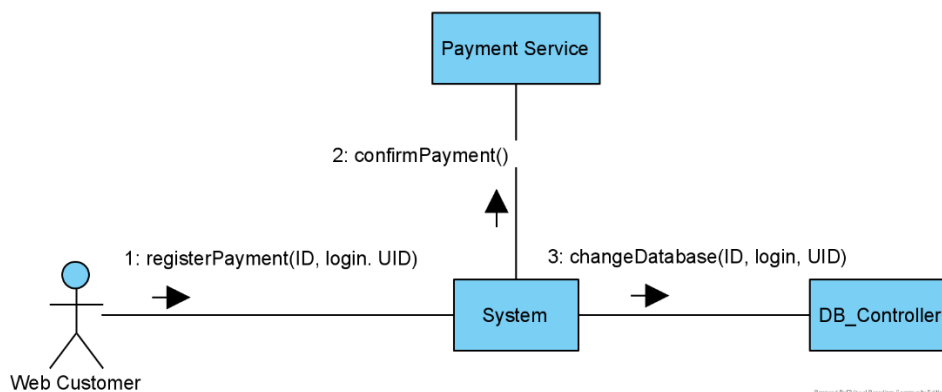 Payment Service
2: confirmPayment()
1: registerPayment(ID, login. UID)
3: changeDatabase(ID, login, UID)
System
DB_Controller
Web Customer